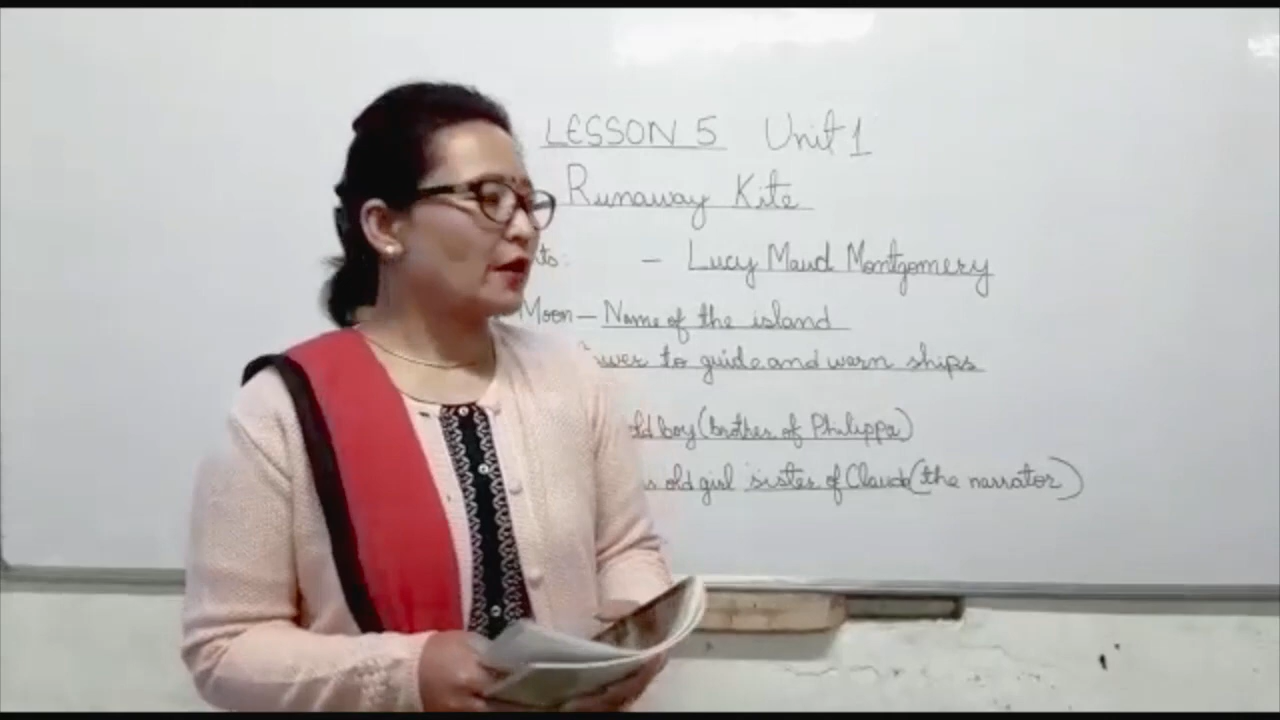 LESSON 5 Unit 1
Runaway Kite
- Lucy Maud Montgomery
Moon - Name of the island
to guide and warn ships
old boy (brother of Philippa)
old girl sister of Claude (the narrator)